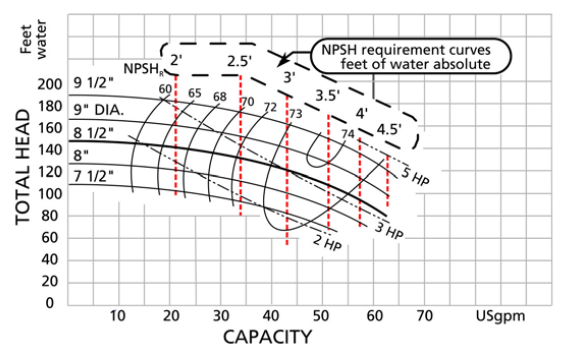 Feet
water
NPSH requirement curves
feet of water absolute
NPSHR
2'
2.5'
3'
3.5'
4'
4.5'
TOTAL HEAD
200
180
160
140
120
100
80
60
40
20
0
9 1/2"
9" DIA.
8 1/2"
8"
7 1/2"
60
65
68
70
72
73
74
5 HP
3 HP
2 HP
10
20
30
40
50
60
70
USgpm
CAPACITY